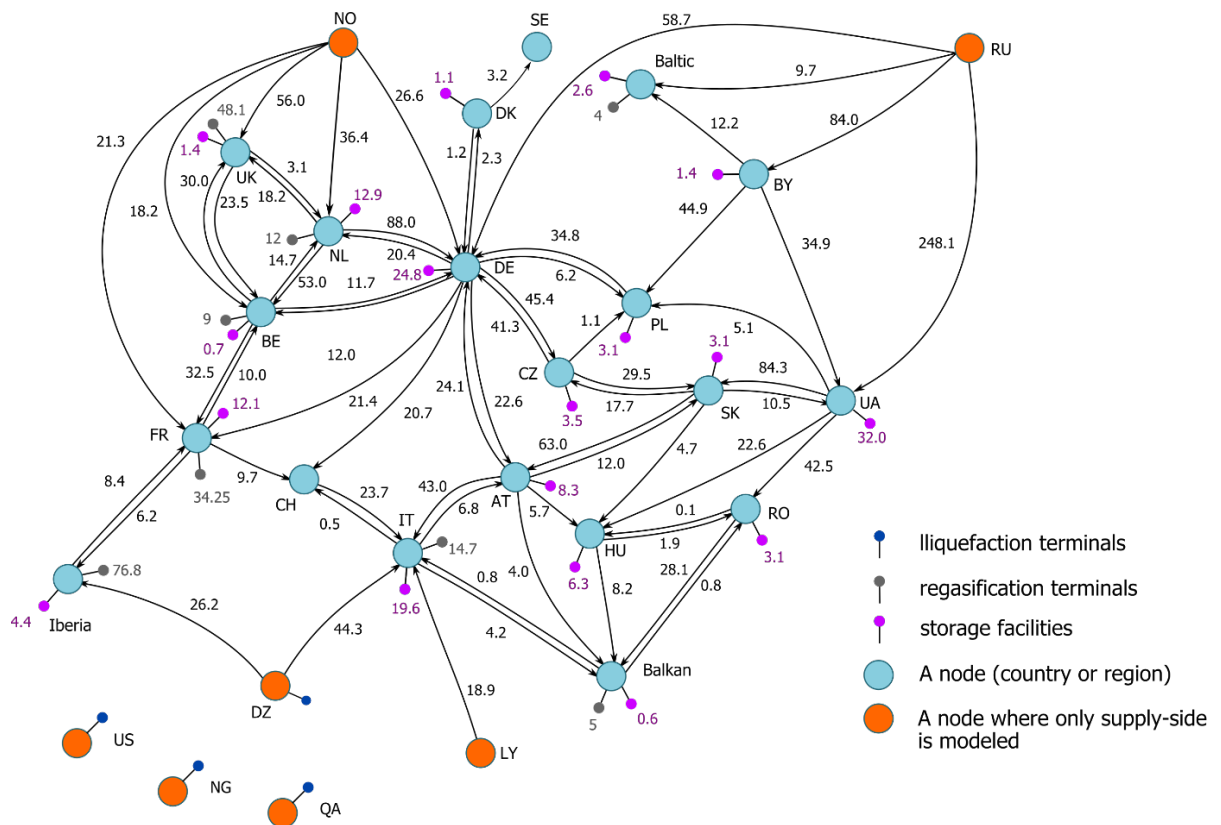 NO
SE
58.7
RU
Baltic
9.7
3.2
1.1
2.6
4
DK
26.6
48.1
56.0
84.0
12.2
21.3
36.4
1.2
2.3
1.4
3.1
UK
30.0
18.2
1.4
BY
12.9
23.5
44.9
18.2
88.0
34.8
34.9
248.1
12
NL
20.4
14.7
24.8
DE
6.2
53.0
11.7
45.4
9
1.1
PL
5.1
BE
41.3
0.7
3.1
3.1
32.5
12.0
84.3
10.0
CZ
29.5
24.1
22.6
SK
10.5
UA
12.1
21.4
17.7
3.5
FR
20.7
32.0
63.0
4.7
22.6
9.7
12.0
42.5
8.4
23.7
43.0
8.3
34.25
CH
AT
6.2
6.8
5.7
RO
IT
0.1
0.5
14.7
HU
1.9
lliquefaction terminals
3.1
76.8
0.8
4.0
28.1
6.3
8.2
0.8
regasification terminals
26.2
19.6
4.4
Iberia
4.2
storage facilities
44.3
Balkan
A node (country or region)
18.9
DZ
5
0.6
A node where only supply-side
is modeled
US
LY
NG
QA